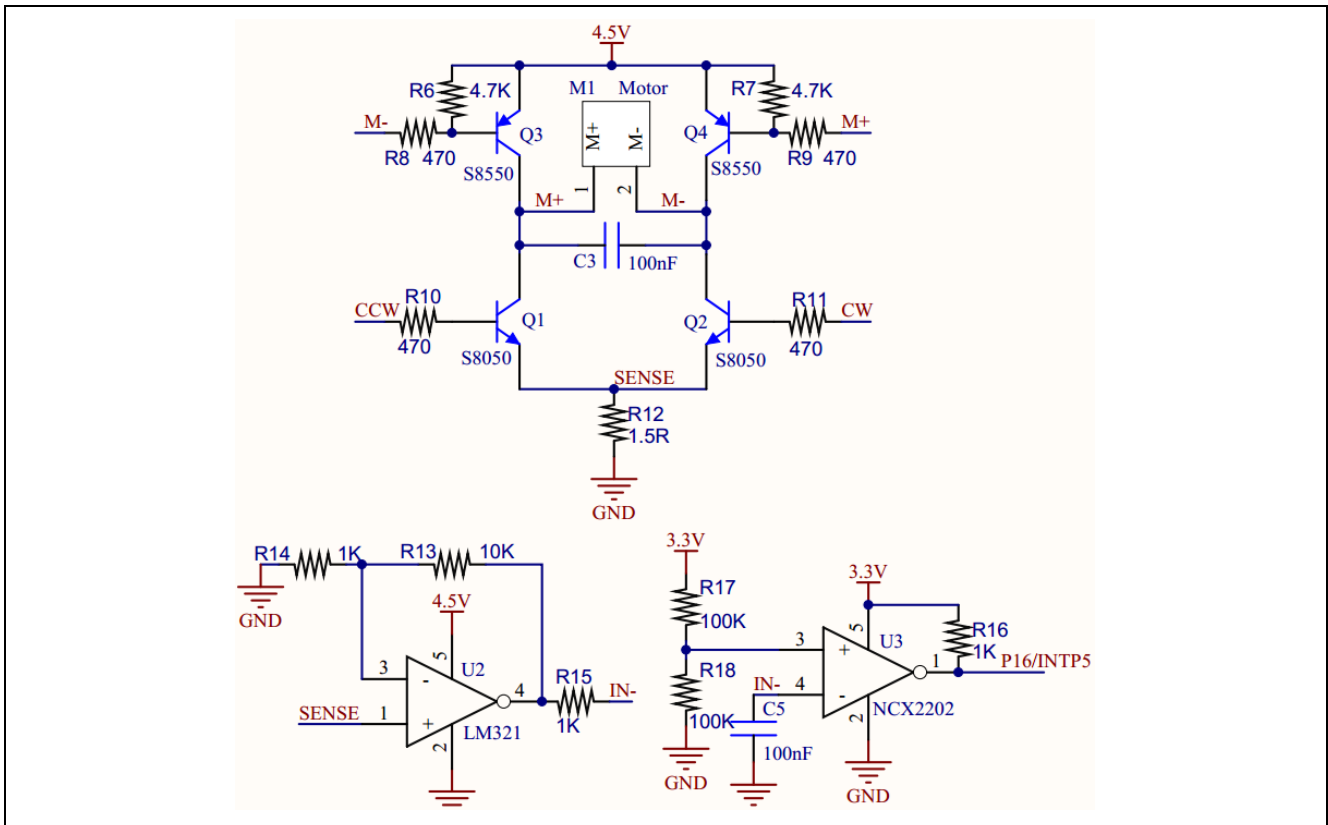 4.5V
R6 4.7K M1 Motor R7 4.7K
M- M+ M- M+
R8 470 Q3 Q4 R9 470
S8550 S8550
1 2
M+ M-
C3 100nF
CCW R10 R11 CW
470 Q1 Q2 470
S8050 S8050
SENSE
R12
1.5R
GND
R14 1K R13 10K
GND
4.5V
5
3 - U2
4 R15 IN-
SENSE 1 + 1K
LM321
2
3.3V
R17
100K
3.3V
5 R16
3 + U3 1K
1 P16/INTP5
R18
IN- 4 -
100K C5 NCX2202
2
100nF
GND
GND